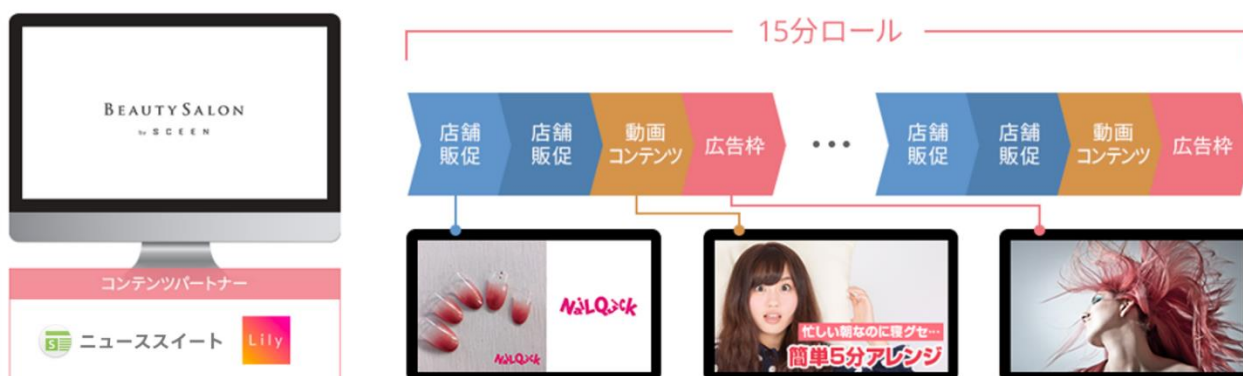 15分ロール
BEAUTY SALON
by SCEEN
店舗
販促
店舗
販促
動画
コンテンツ
広告枠
•••
店舗
販促
店舗
販促
動画
コンテンツ
広告枠
コンテンツパートナー
S
ニューススイート
Lily
NAiLQuick
NAiLQuick
忙しい朝なのに寝グセ…
簡単5分アレンジ